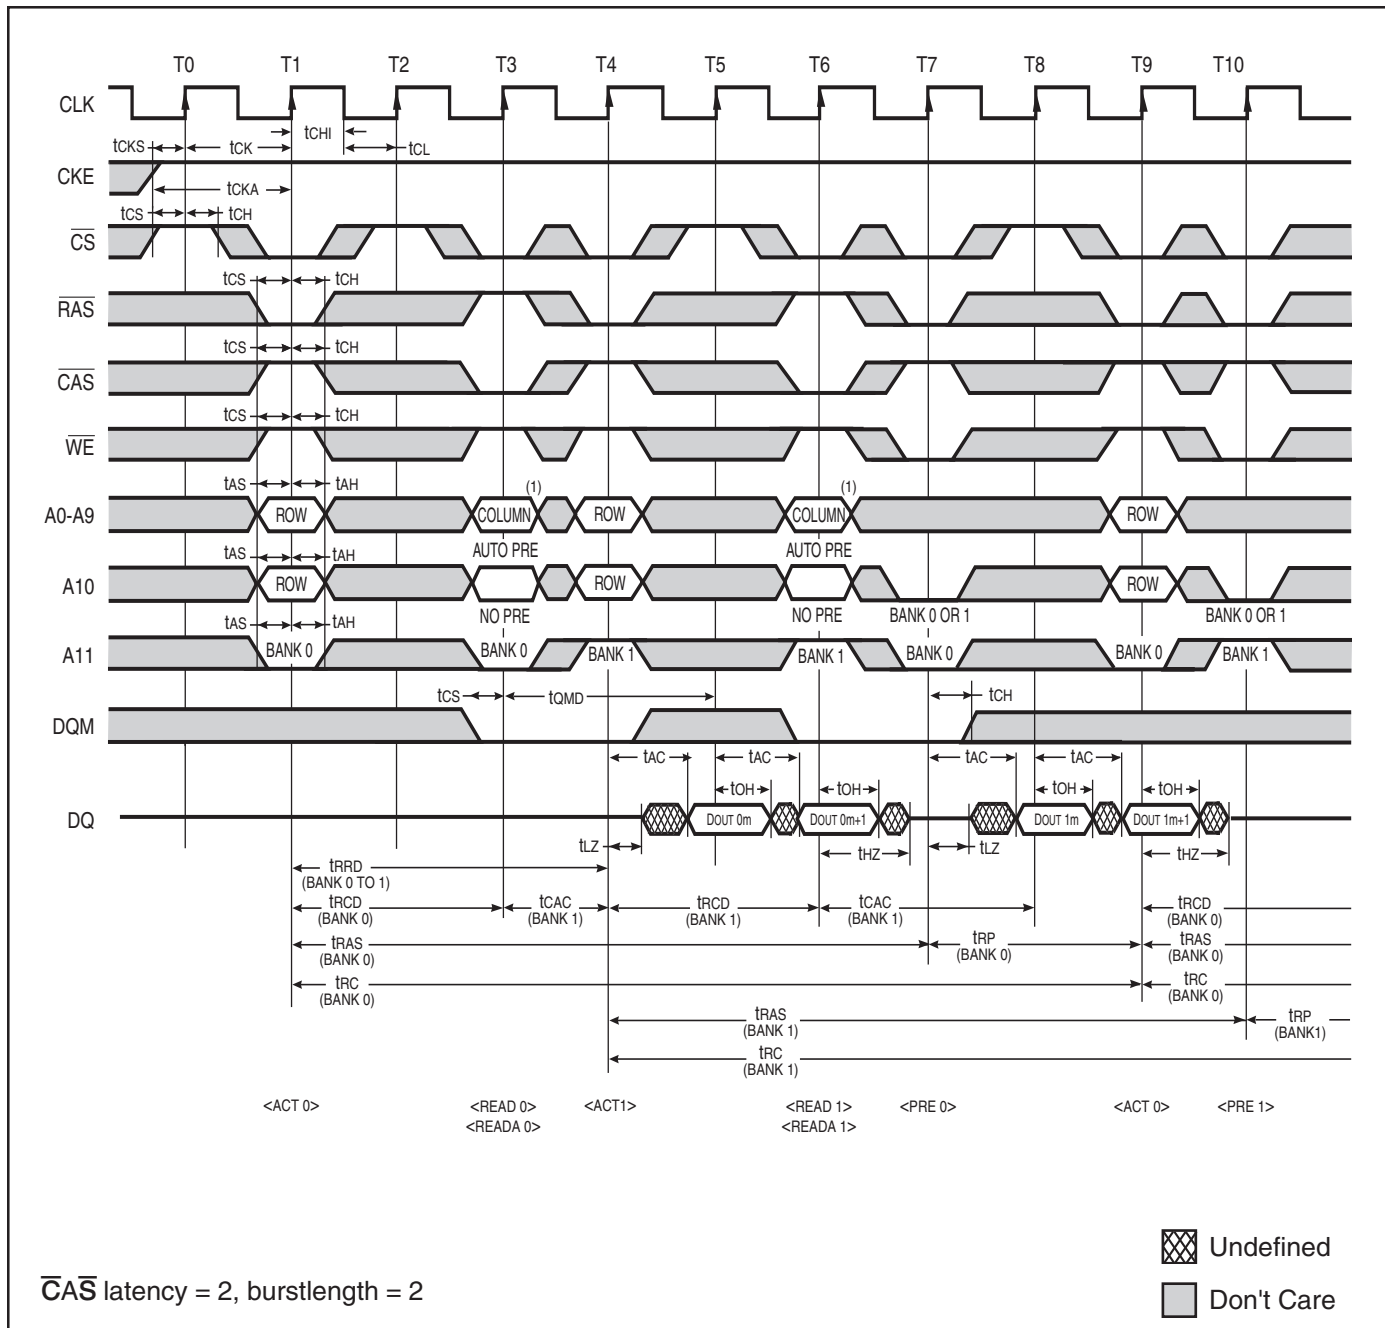 T0 T1 T2 T3 T4 T5 T6 T7 T8 T9 T10
CLK
tCHI
tCKS tCK tCL
CKE
tCKA
tCS tCH
CS
tCS tCH
RAS
tCS tCH
CAS
tCS tCH
WE
tAS tAH (1) (1)
A0-A9 ROW COLUMN ROW COLUMN ROW
tAS tAH AUTO PRE AUTO PRE
A10 ROW ROW ROW
NO PRE NO PRE BANK 0 OR 1 BANK 0 OR 1
tAS tAH
A11 BANK 0 BANK 0 BANK 1 BANK 1 BANK 0 BANK 0 BANK 1
tCS tQMD tCH
DQM
tAC tAC tAC tAC
tOH tOH tOH tOH
DQ DOUT 0m DOUT 0m+1 DOUT 1m DOUT 1m+1
tLZ tHZ tLZ tHZ
tRRD
(BANK 0 TO 1)
tRCD tCAC tRCD tCAC tRCD
(BANK 0) (BANK 1) (BANK 1) (BANK 1) (BANK 0)
tRAS tRP tRAS
(BANK 0) (BANK 0) (BANK 0)
tRC tRC
(BANK 0) (BANK 0)
tRAS tRP
(BANK 1) (BANK1)
tRC
(BANK 1)
<ACT 0> <READ 0> <ACT1> <READ 1> <PRE 0> <ACT 0> <PRE 1>
<READA 0> <READA 1>
Undefined
CAS latency = 2, burstlength = 2
Don't Care